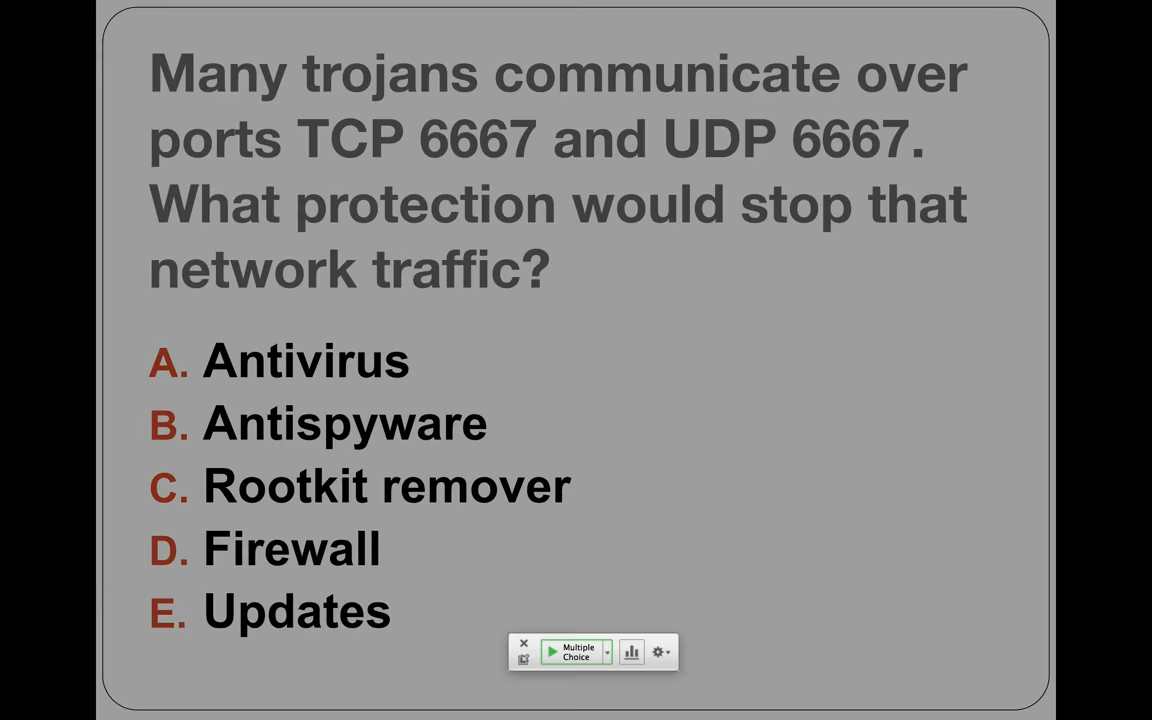 Many trojans communicate over
ports TCP 6667 and UDP 6667.
What protection would stop that
network traffic?
A. Antivirus
B. Antispyware
C. Rootkit remover
D. Firewall
E. Updates
Multiple
Choice